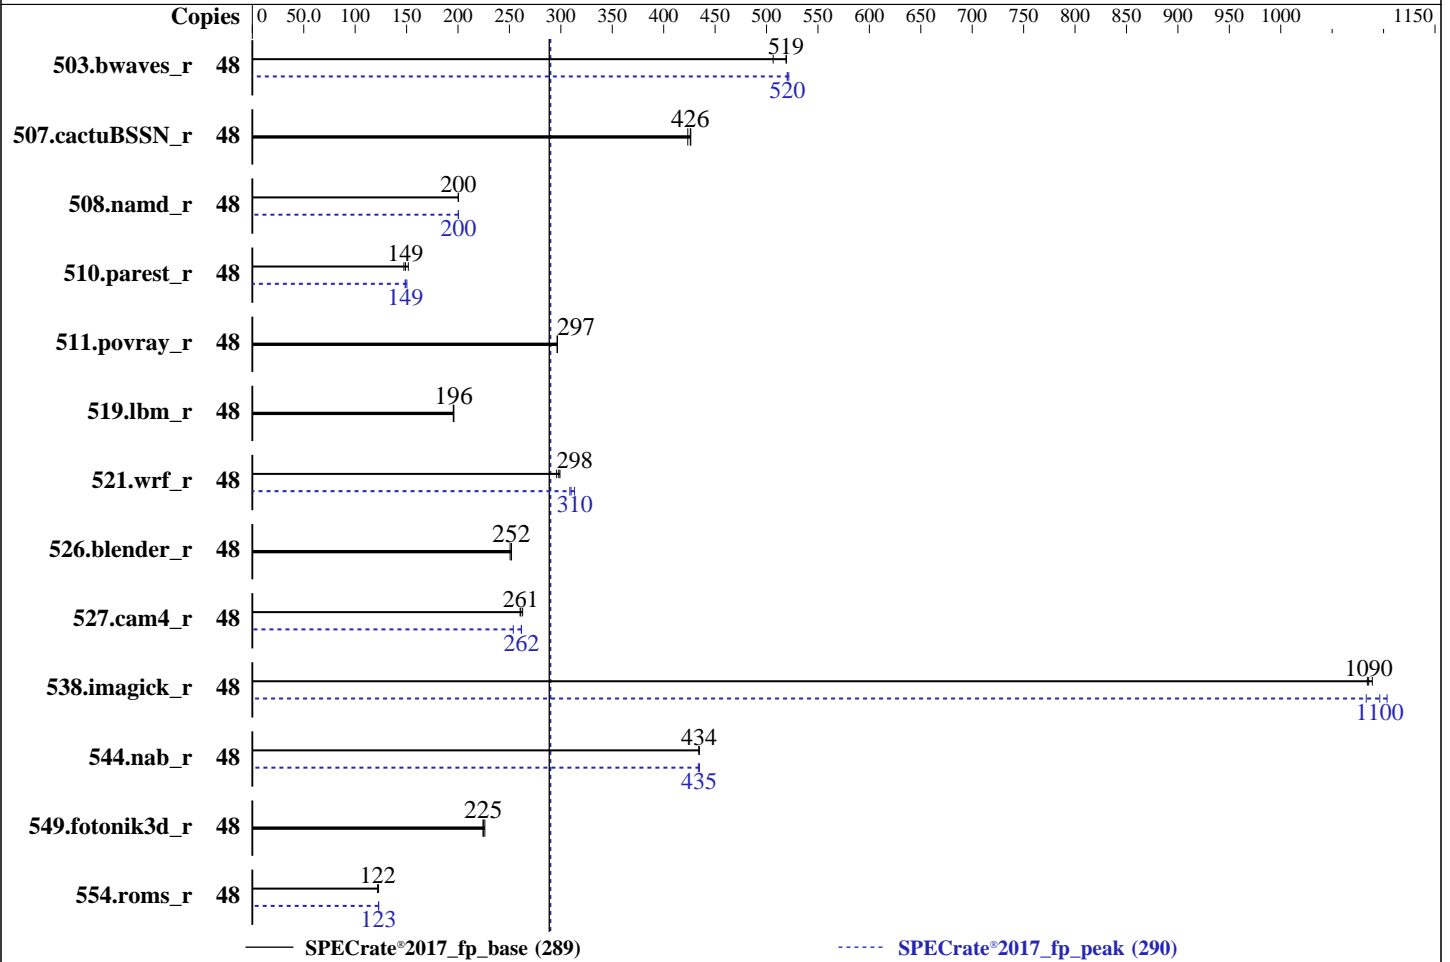 Copies 0 50.0 100 150 200 250 300 350 400 450 500 550 600 650 700 750 800 850 900 950 1000 1150
503.bwaves_r 48 519
520
507.cactuBSSN_r 48 426
508.namd_r 48 200
200
510.parest_r 48 149
149
511.povray_r 48 297
519.lbm_r 48 196
521.wrf_r 48 298
310
526.blender_r 48 252
527.cam4_r 48 261
262
538.imagick_r 48 1090
1100
544.nab_r 48 434
435
549.fotonik3d_r 48 225
554.roms_r 48 122
123
SPECrate®2017_fp_base (289) SPECrate®2017_fp_peak (290)